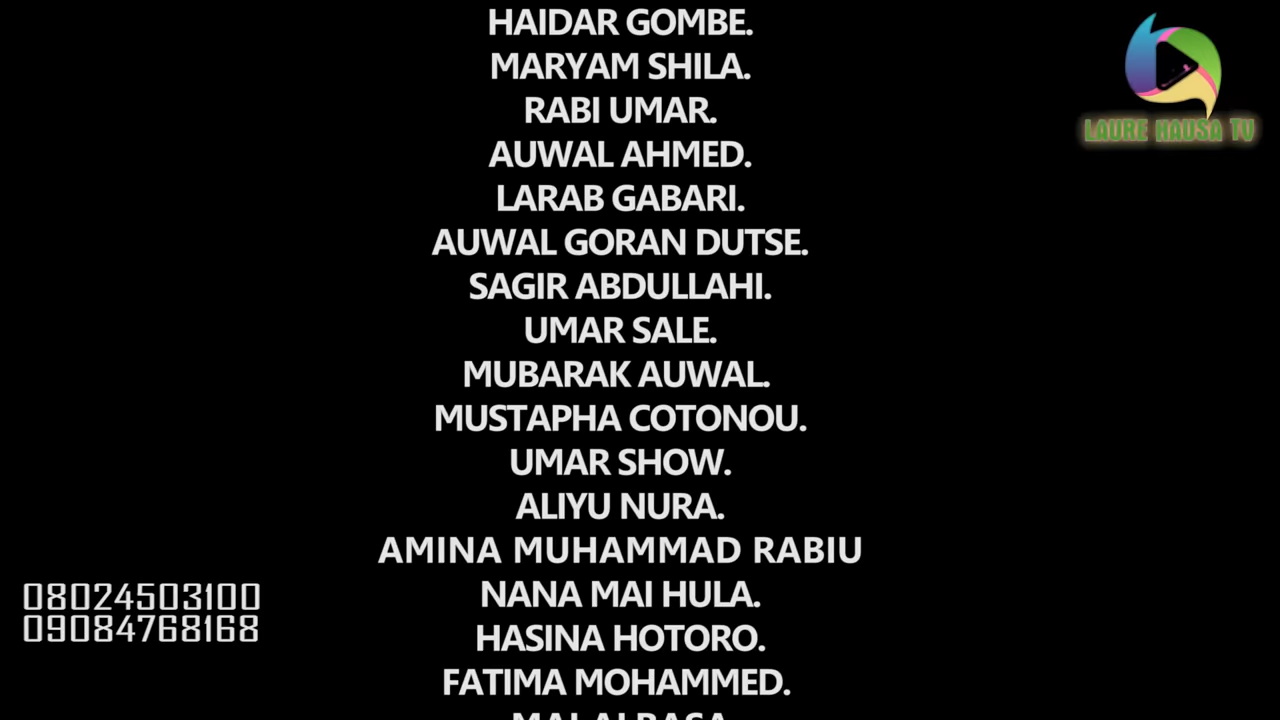 HAIDAR GOMBE.
MARYAM SHILA.
RABI UMAR.
AUWAL AHMED.
LARAB GABARI.
AUWAL GORAN DUTSE.
SAGIR ABDULLAHI.
UMAR SALE.
MUBARAK AUWAL.
MUSTAPHA COTONOU.
UMAR SHOW.
ALIYU NURA.
AMINA MUHAMMAD RABIU
NANA MAI HULA.
HASINA HOTORO.
FATIMA MOHAMMED.
LAURE HAUSA TV
08024503100
09084768168